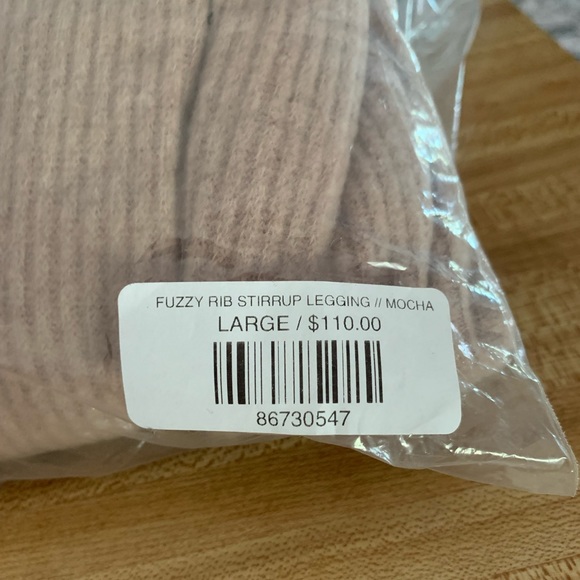 FUZZY RIB STIRRUP LEGGING // MOCHA
LARGE / $110.00
86730547